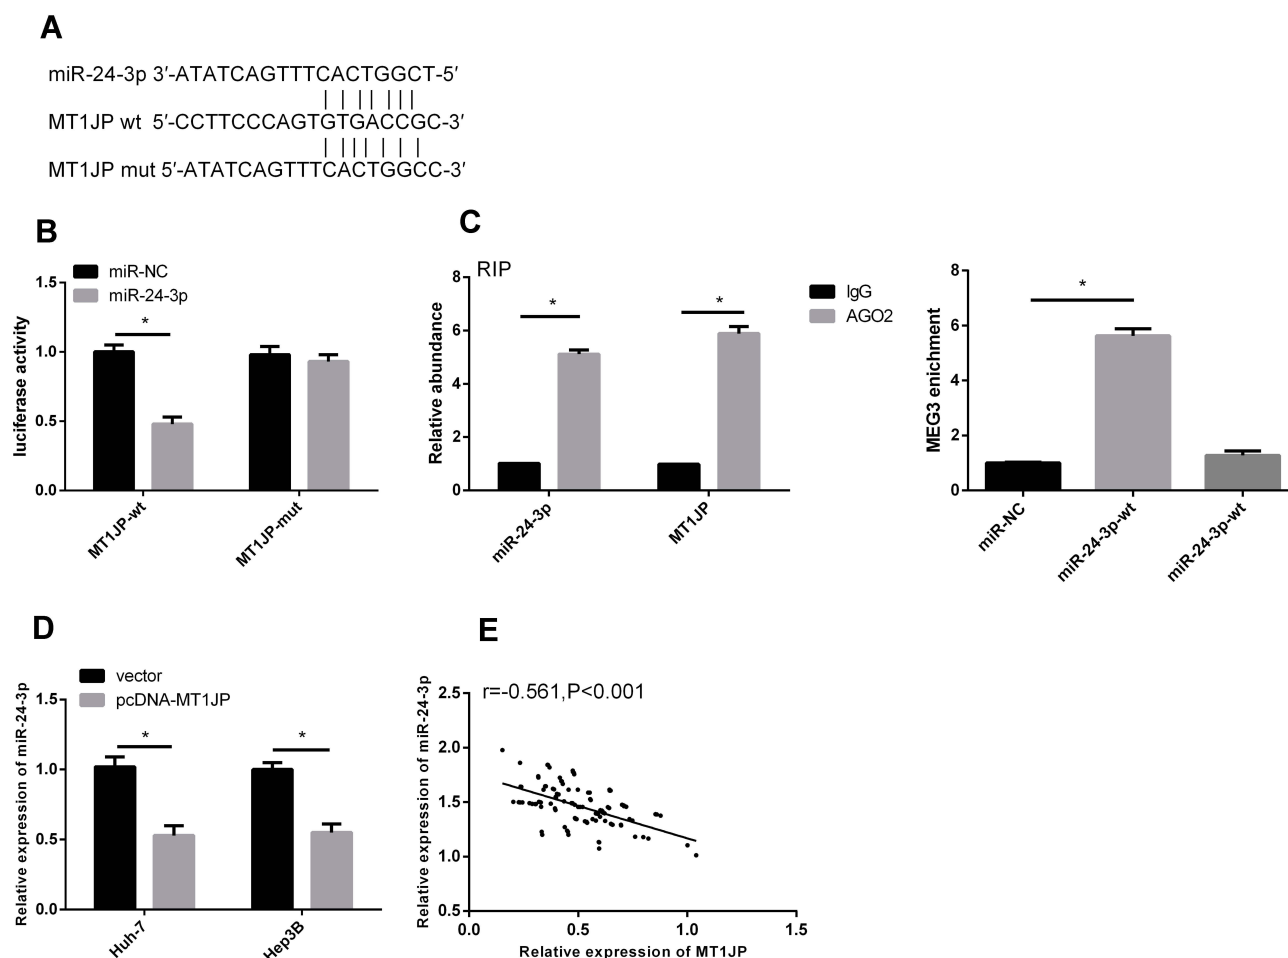 A
miR-24-3p 3′-ATATCAGTTTCACTGGCT-5′
MT1JP wt 5′-CCTTCCCAGTGTGACCGC-3′
MT1JP mut 5′-ATATCAGTTTCACTGGCC-3′
B
miR-NC
miR-24-3p
luciferase activity
1.5
1.0
0.5
0.0
*
MT1JP-wt
MT1JP-mut
C
RIP
Relative abundance
8
6
4
2
0
*
*
miR-24-3p
MT1JP
IgG
AGO2
MEG3 enichment
8
6
4
2
0
*
miR-NC
miR-24-3p-wt
miR-24-3p-wt
D
vector
pcDNA-MT1JP
Relative expression of miR-24-3p
1.5
1.0
0.5
0.0
*
*
Huh-7
Hep3B
E
r=-0.561,P<0.001
Relative expression of miR-24-3p
2.5
2.0
1.5
1.0
0.5
0.0
0.5
1.0
1.5
Relative expression of MT1JP